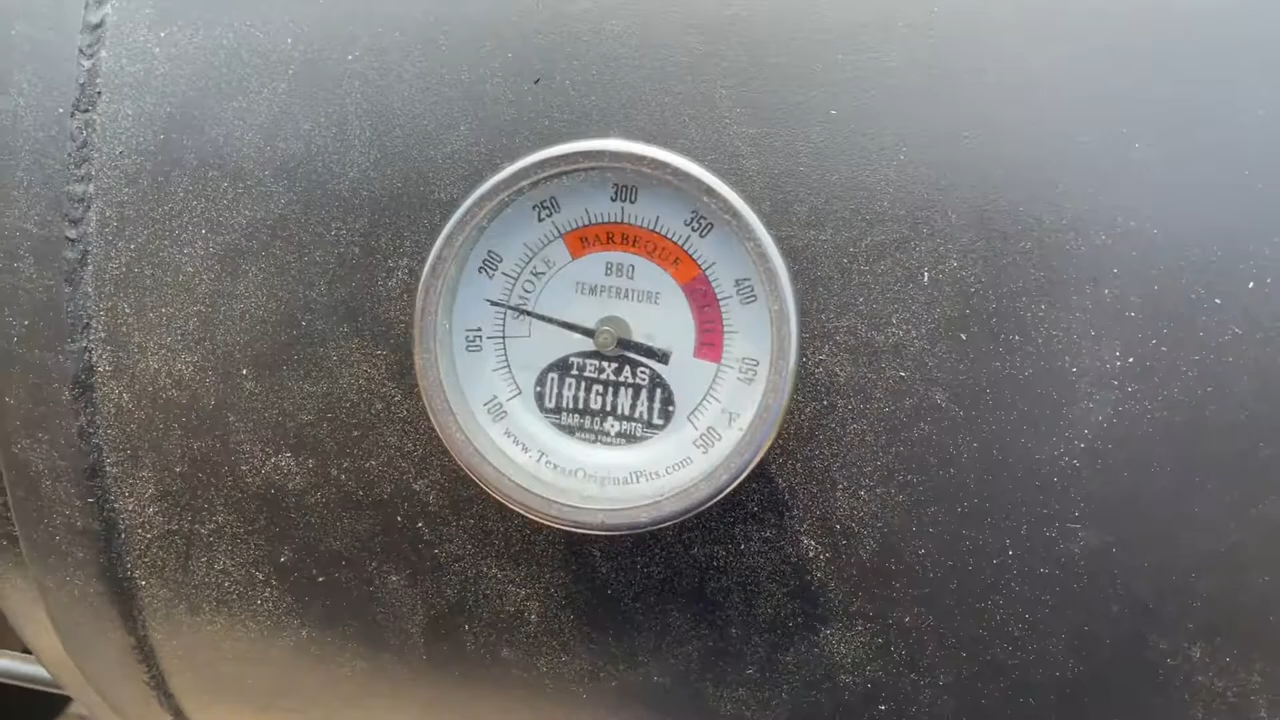 300
250
350
200
400
150
450
100
500
°F
SMOKE
BARBEQUE
GRILL
BBQ
TEMPERATURE
TEXAS
ORIGINAL
BAR-B.Q. PITS
HAND FORGED
www.TexasOriginalPits.com